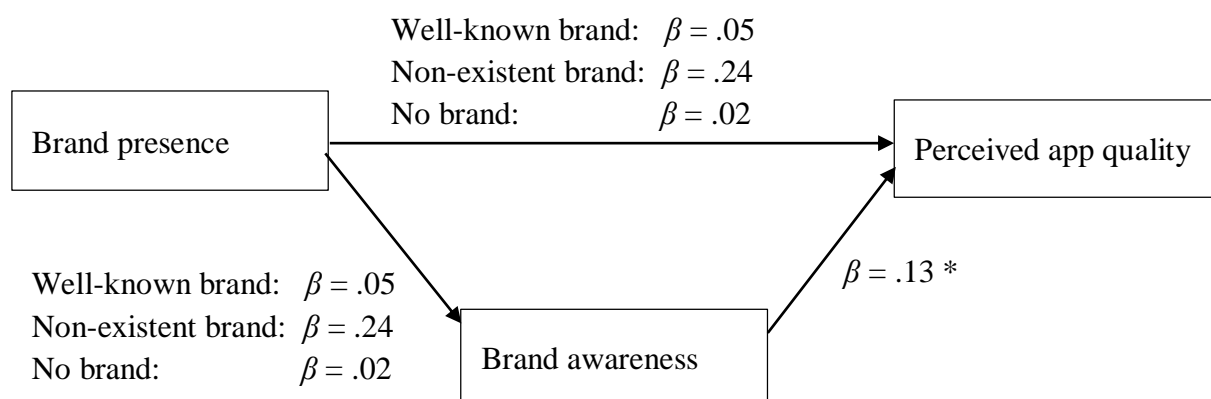 Well-known brand: β = .05
Non-existent brand: β = .24
No brand: β = .02
Brand presence
Perceived app quality
Well-known brand: β = .05
Non-existent brand: β = .24
No brand: β = .02
β = .13 *
Brand awareness